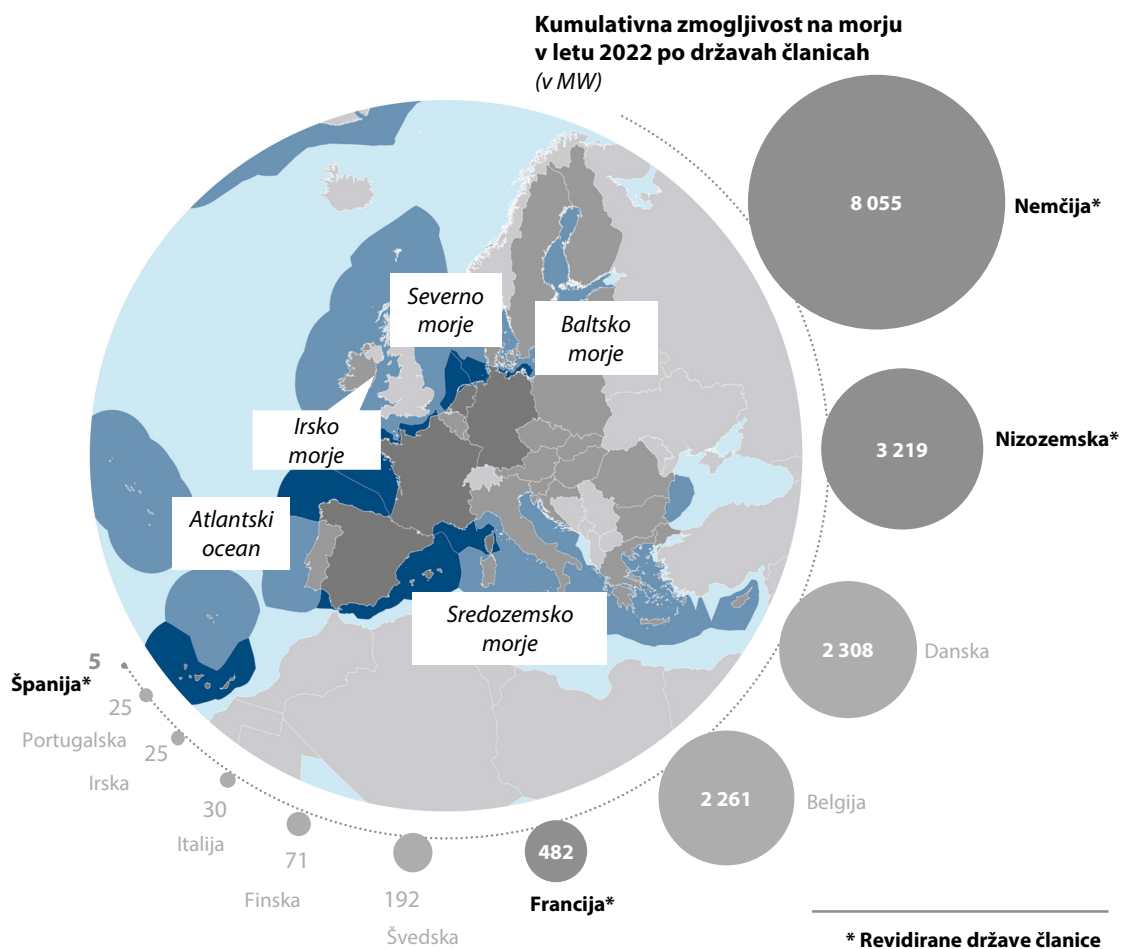 Kumulativna zmogljivost na morju
v letu 2022 po državah članicah
(v MW)
8 055
Nemčija*
Severno
morje
Baltsko
morje
Irsko
morje
3 219
Nizozemska*
Atlantski
ocean
Sredozemsko
morje
2 308
Danska
5
Španija*
25
Portugalska
25
Irska
30
Italija
71
Finska
192
Švedska
482
Francija*
2 261
Belgija
* Revidirane države članice